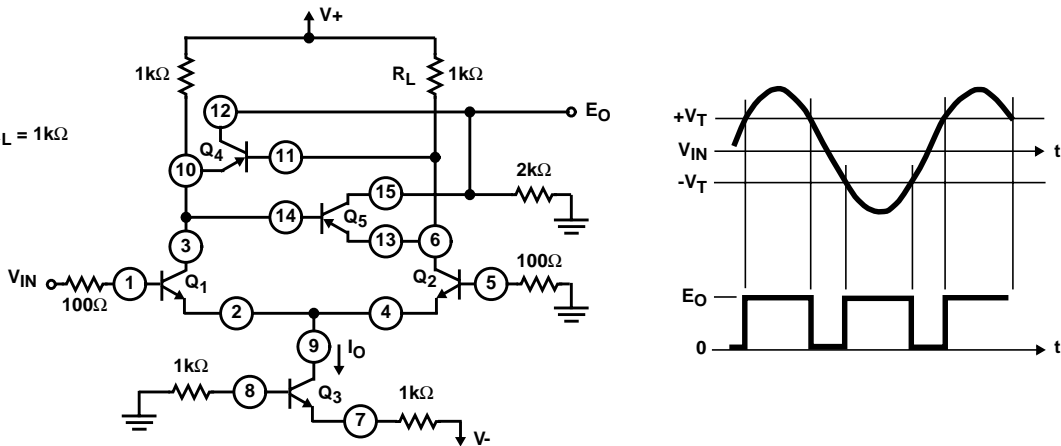 V+
1kΩ
RL 1kΩ
12
EO
L = 1kΩ
Q4
11
10
15
2kΩ
14
Q5
13
6
3
VIN
100Ω
1
Q1
Q2
5
100Ω
2
4
9
IO
1kΩ
8
Q3
1kΩ
7
V-
+VT
VIN
t
-VT
EO
0
t